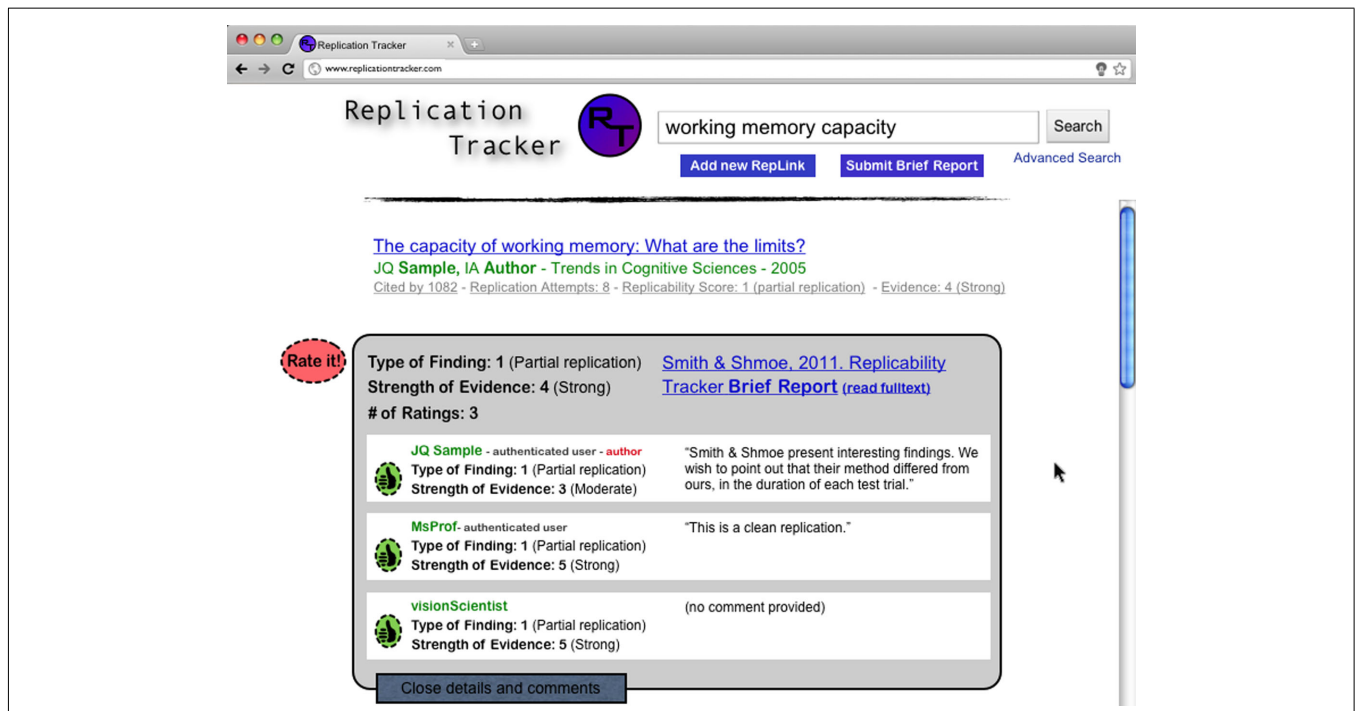 Replication Tracker
www.replicationtracker.com
Replication
Tracker
RT
working memory capacity
Search
Add new RepLink
Submit Brief Report
Advanced Search
The capacity of working memory: What are the limits?
JQ Sample, IA Author - Trends in Cognitive Sciences - 2005
Cited by 1082 - Replication Attempts: 8 - Replicability Score: 1 (partial replication) - Evidence: 4 (Strong)
Rate it!
Type of Finding: 1 (Partial replication)
Strength of Evidence: 4 (Strong)
# of Ratings: 3
Smith & Shmoe, 2011. Replicability
Tracker Brief Report (read fulltext)
JQ Sample - authenticated user - author
Type of Finding: 1 (Partial replication)
Strength of Evidence: 3 (Moderate)
“Smith & Shmoe present interesting findings. We
wish to point out that their method differed from
ours, in the duration of each test trial.”
MsProf- authenticated user
Type of Finding: 1 (Partial replication)
Strength of Evidence: 5 (Strong)
“This is a clean replication.”
visionScientist
Type of Finding: 1 (Partial replication)
Strength of Evidence: 5 (Strong)
(no comment provided)
Close details and comments